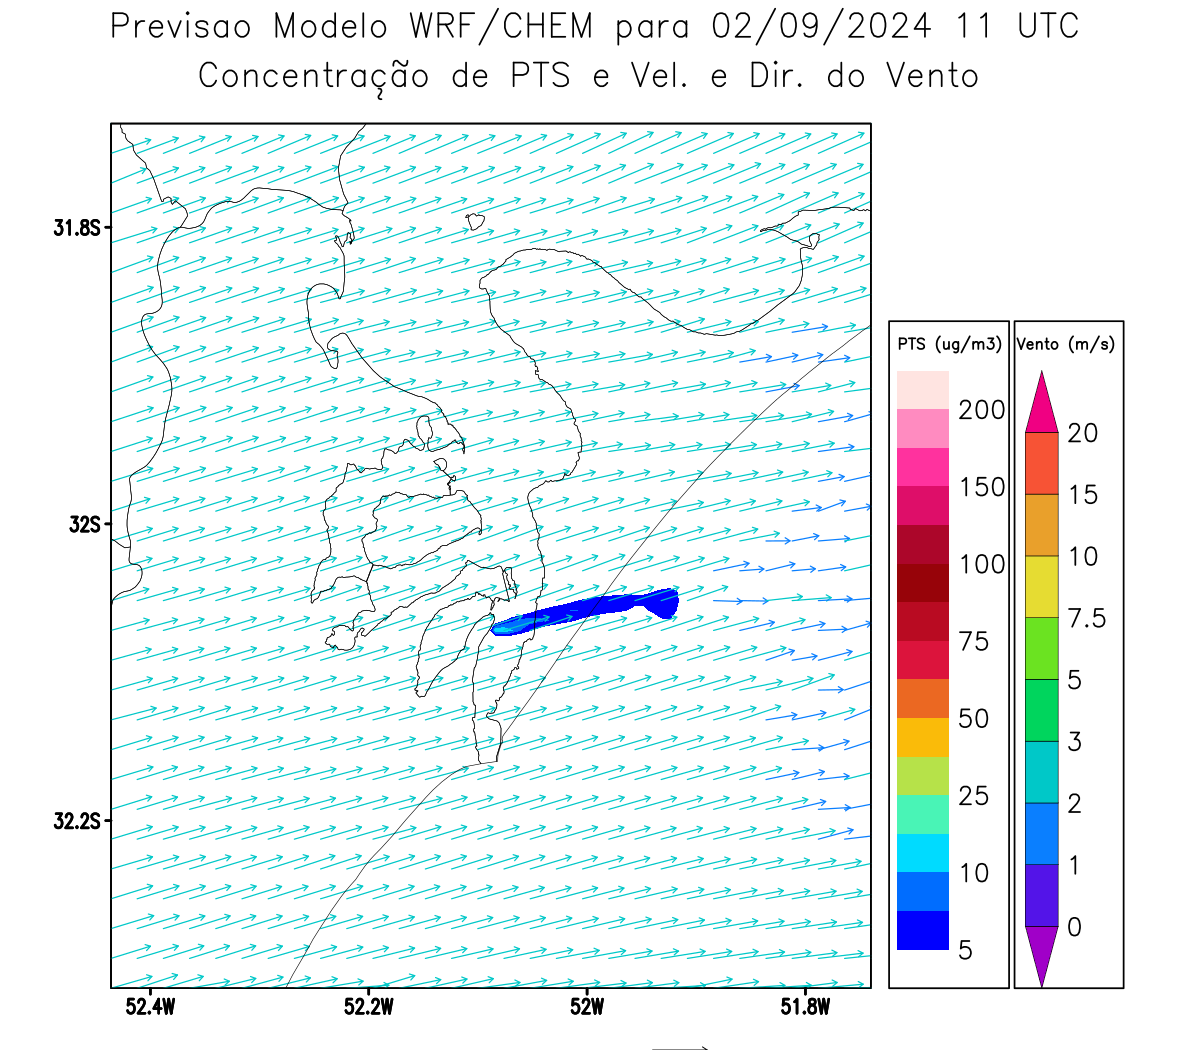 Previsao Modelo WRF/CHEM para 02/09/2024 11 UTC
Concentração de PTS e Vel. e Dir. do Vento
31.8S
32S
32.2S
52.4W
52.2W
52W
51.8W
PTS (ug/m3)
200
150
100
75
50
25
10
5
Vento (m/s)
20
15
10
7.5
5
3
2
1
0